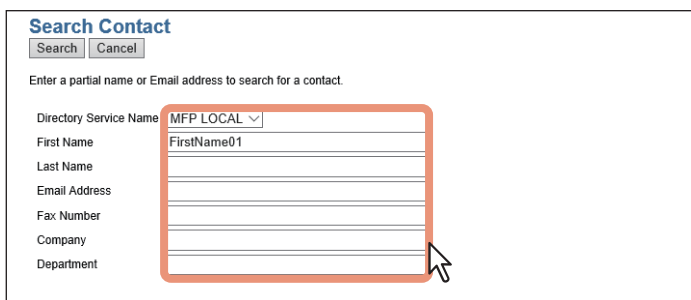 Search Contact
Search Cancel
Enter a partial name or Email address to search for a contact.
Directory Service Name MFP LOCAL
First Name FirstName01
Last Name
Email Address
Fax Number
Company
Department